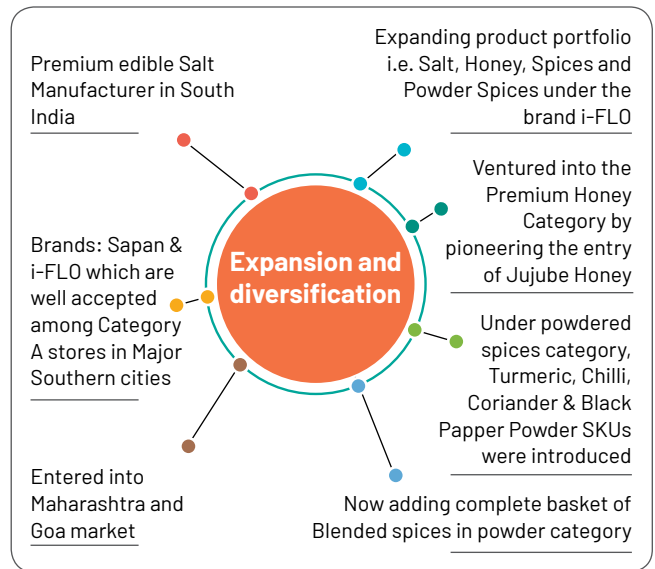 Premium edible Salt
Manufacturer in South
India
Brands: Sapan &
i-FLO which are
well accepted
among Category
A stores in Major
Southern cities
Entered into
Maharashtra and
Goa market
Expansion and
diversification
Expanding product portfolio
i.e. Salt, Honey, Spices and
Powder Spices under the
brand i-FLO
Ventured into the
Premium Honey
Category by
pioneering the entry
of Jujube Honey
Under powdered
spices category,
Turmeric, Chilli,
Coriander & Black
Papper Powder SKUs
were introduced
Now adding complete basket of
Blended spices in powder category